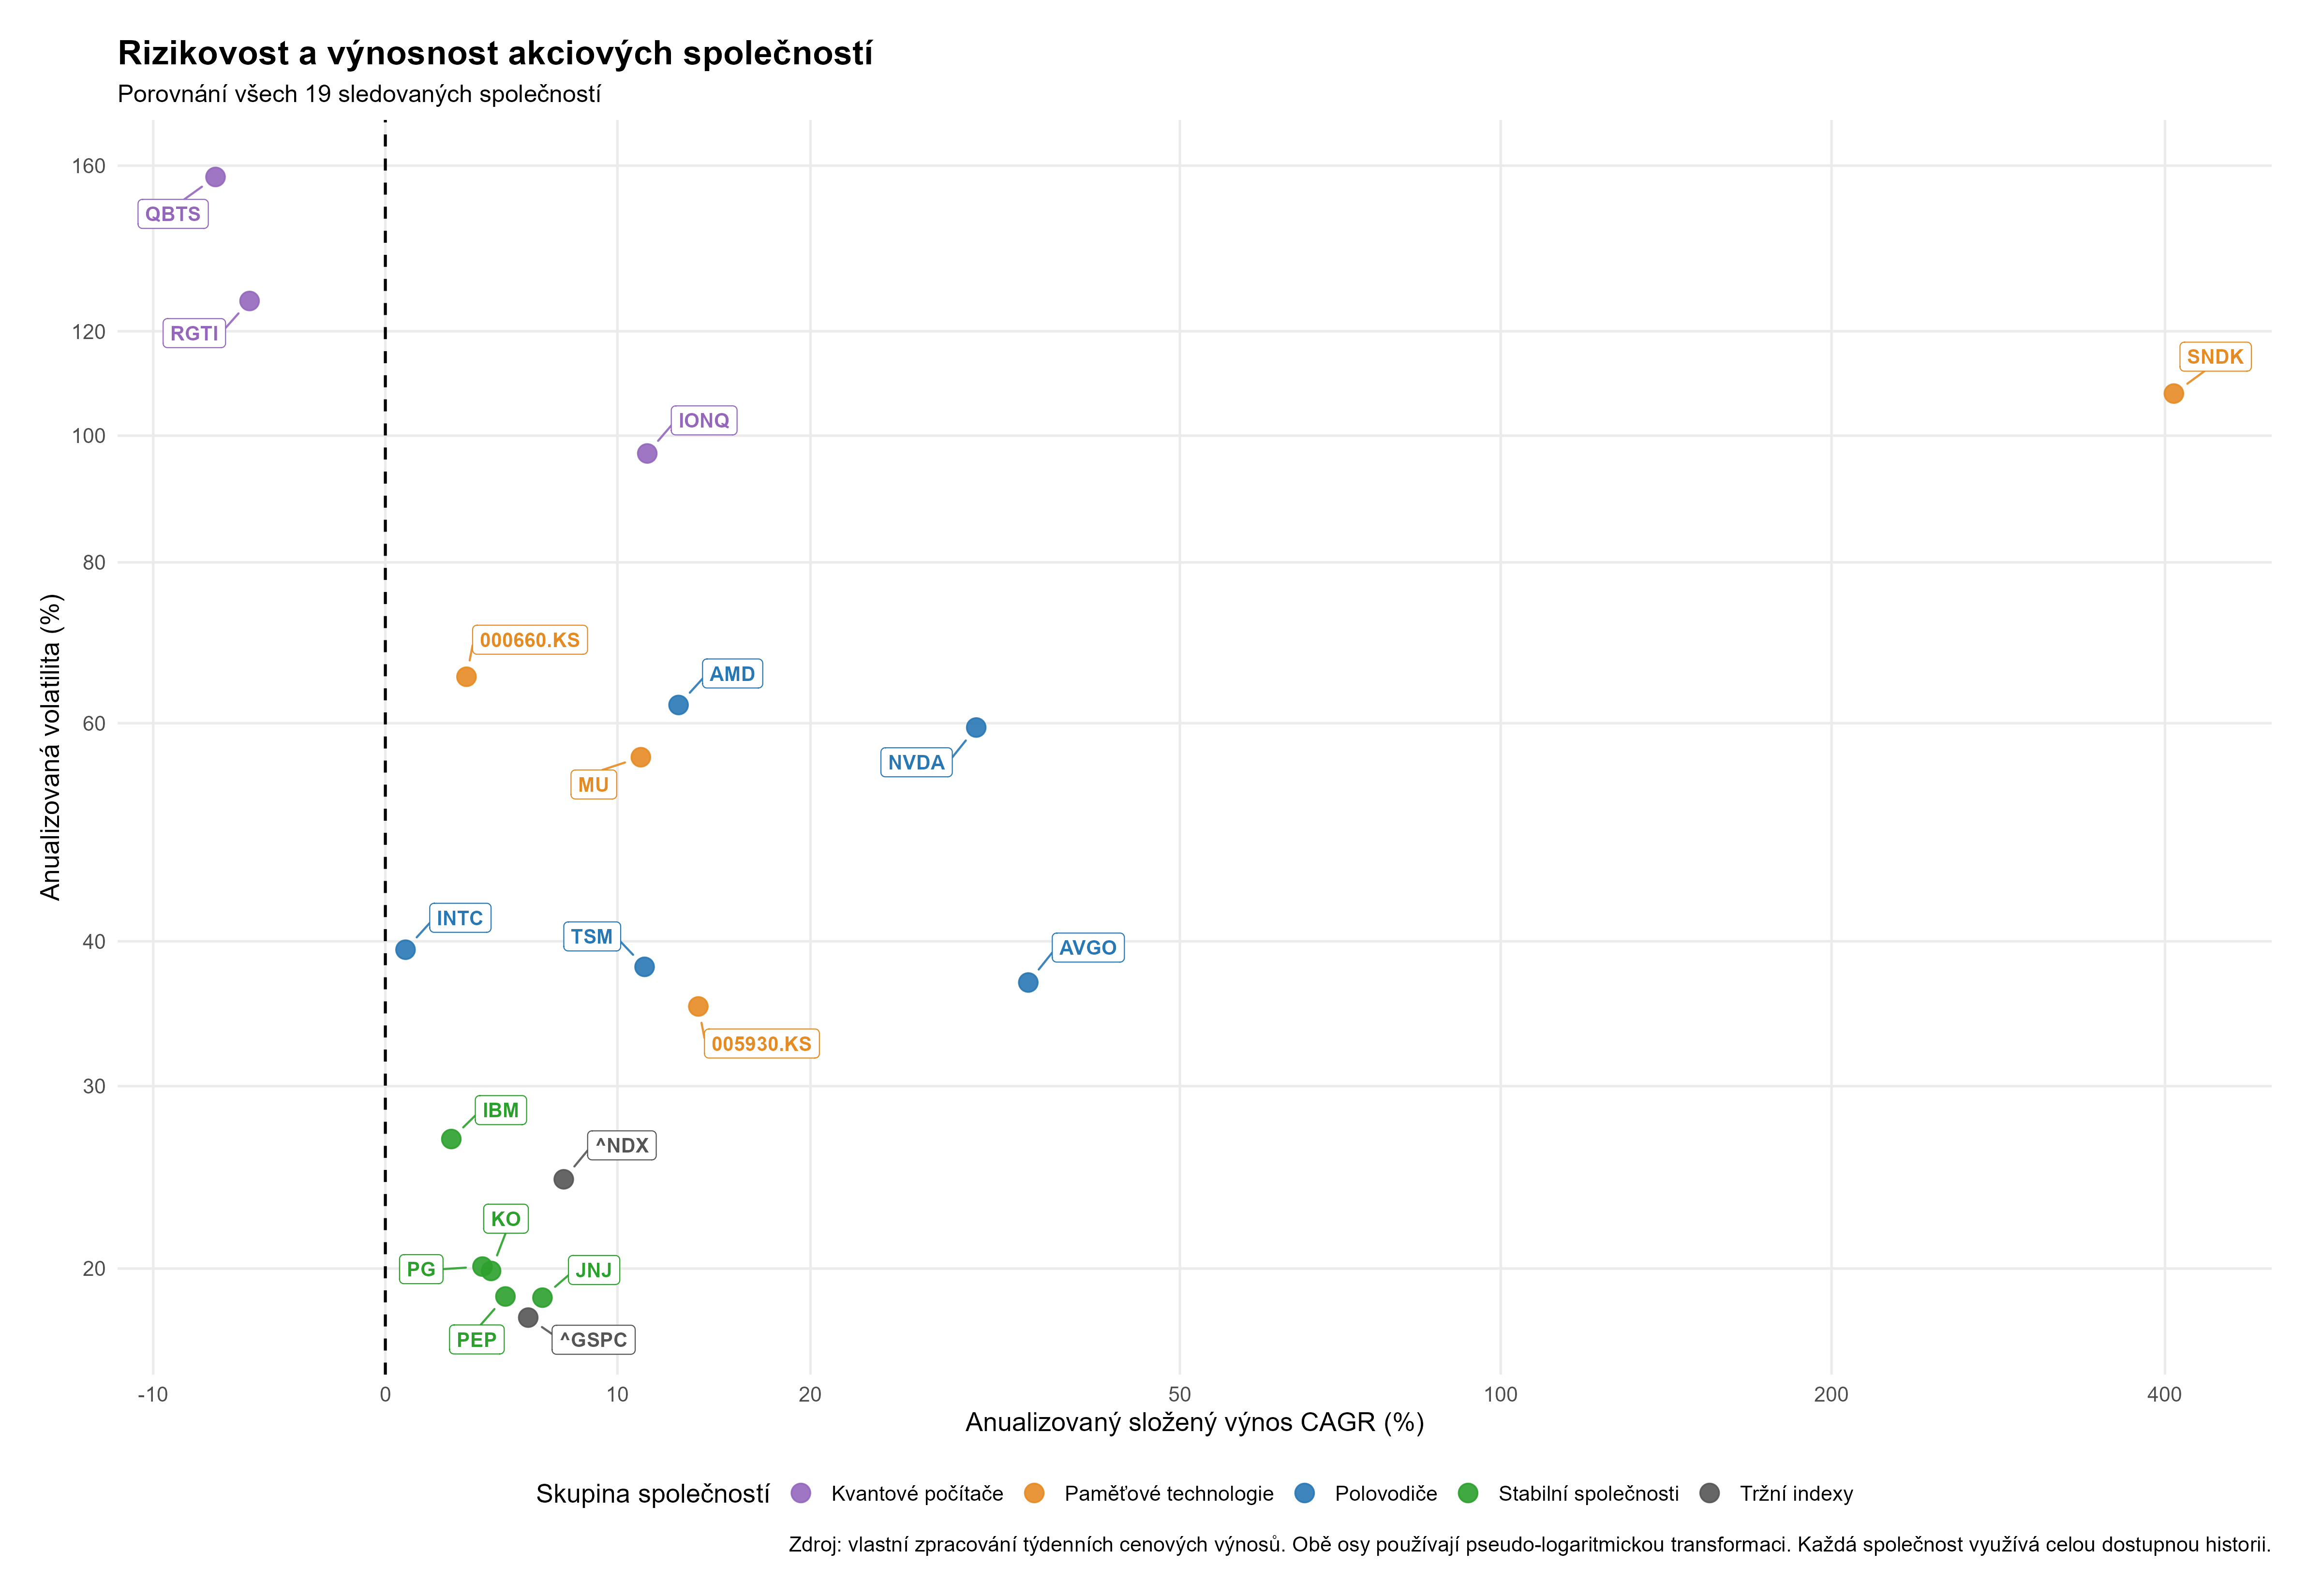 Rizikovost a výnosnost akciových společností
Porovnání všech 19 sledovaných společností
Anualizovaná volatilita (%)
160
120
100
80
60
40
30
20
QBTS
RGTI
SNDK
IONQ
000660.KS
AMD
NVDA
MU
INTC
TSM
AVGO
005930.KS
IBM
^NDX
KO
PG
JNJ
PEP
^GSPC
-10 0 10 20 50 100 200 400
Anualizovaný složený výnos CAGR (%)
Skupina společností Kvantové počítače Paměťové technologie Polovodiče Stabilní společnosti Tržní indexy
Zdroj: vlastní zpracování týdenních cenových výnosů. Obě osy používají pseudo-logaritmickou transformaci. Každá společnost využívá celou dostupnou historii.